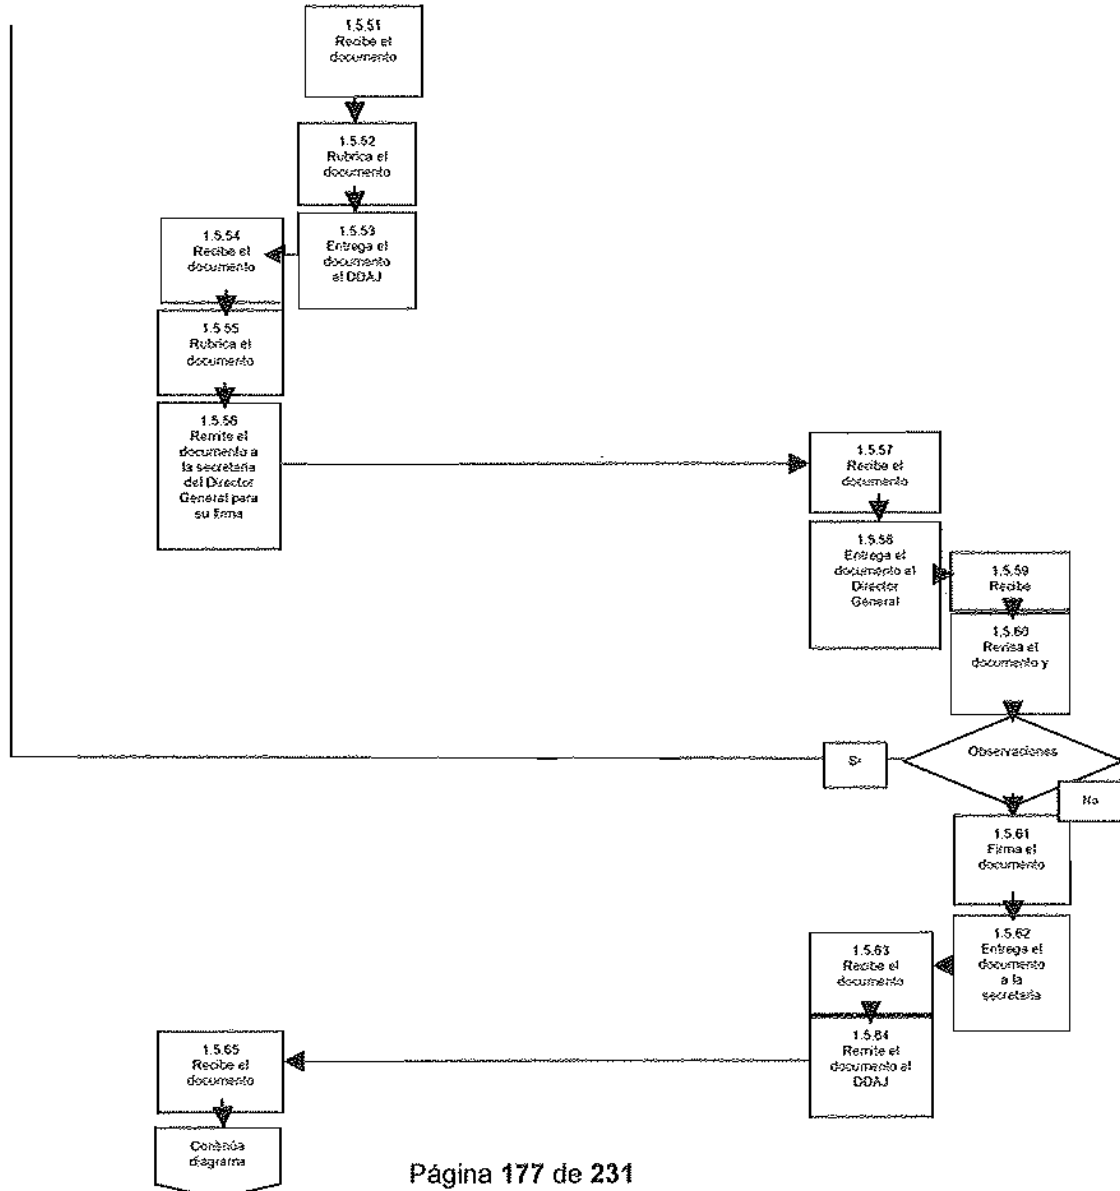 1.5.51
Recibe el
documento
1.5.52
Rubrica el
documento
1.5.53
Entrega el
documento
al DDAJ
1.5.54
Recibe el
documento
1.5.55
Rubrica el
documento
1.5.56
Remite el
documento a
la secretaria
del Director
General para
su firma
1.5.57
Recibe el
documento
1.5.58
Entrega el
documento al
Director
General
1.5.59
Recibe
1.5.60
Revisa el
documento y
Observaciones
Si
No
1.5.61
Firma el
documento
1.5.62
Entrega el
documento
a la
secretaria
1.5.63
Recibe el
documento
1.5.64
Remite el
documento al
DDAJ
1.5.65
Recibe el
documento
Continúa
diagrama
Página 177 de 231